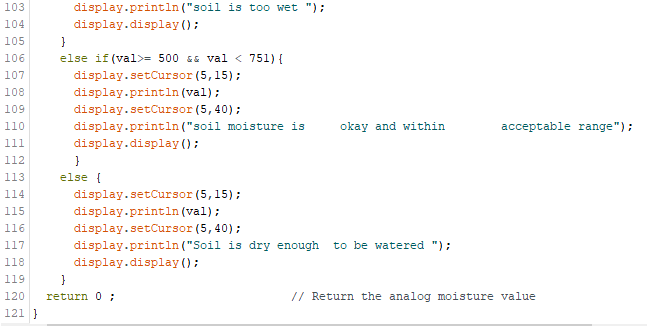 103 display.println("soil is too wet ");
104 display.display();
105 }
106 else if(val>= 500 && val < 751){
107 display.setCursor(5,15);
108 display.println(val);
109 display.setCursor(5,40);
110 display.println("soil moisture is     okay and within        acceptable range");
111 display.display();
112 }
113 else {
114 display.setCursor(5,15);
115 display.println(val);
116 display.setCursor(5,40);
117 display.println("Soil is dry enough  to be watered ");
118 display.display();
119 }
120 return 0 ;                         // Return the analog moisture value
121 }